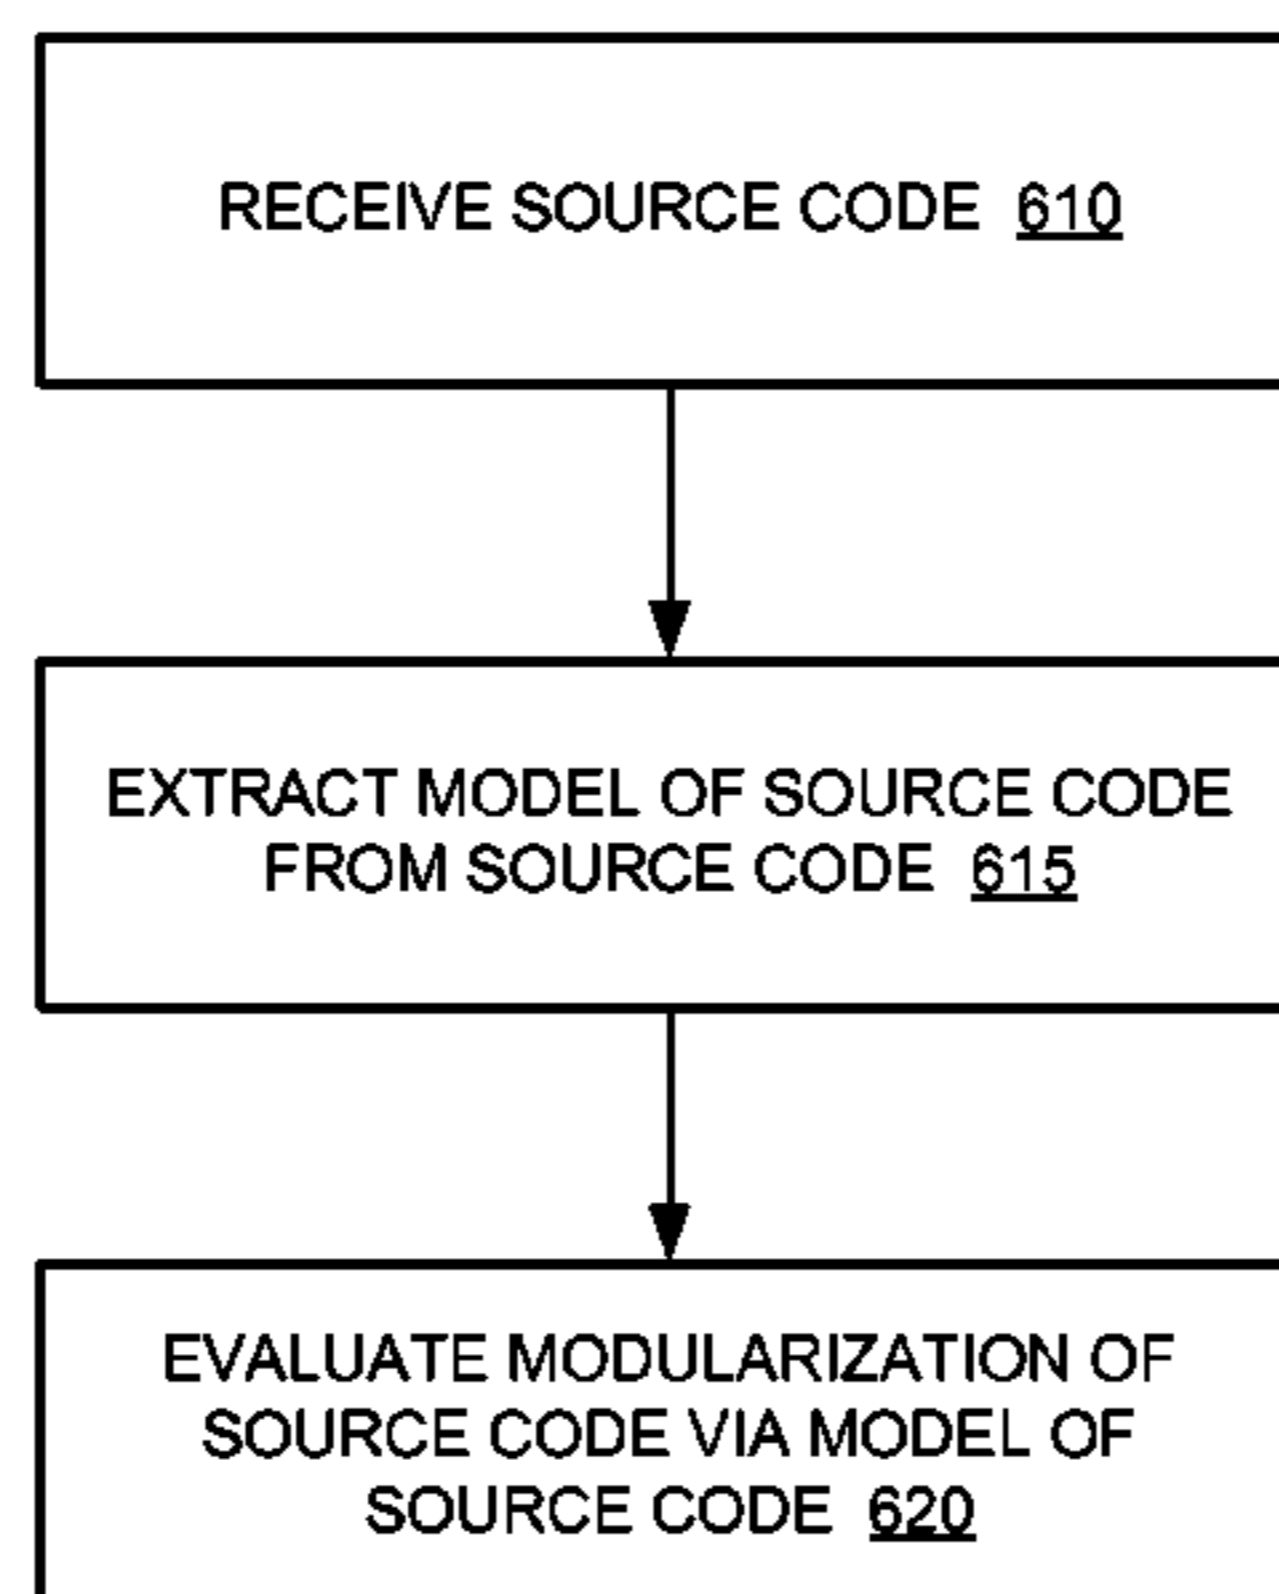 RECEIVE SOURCE CODE 610
EXTRACT MODEL OF SOURCE CODE
FROM SOURCE CODE 615
EVALUATE MODULARIZATION OF
SOURCE CODE VIA MODEL OF
SOURCE CODE 620